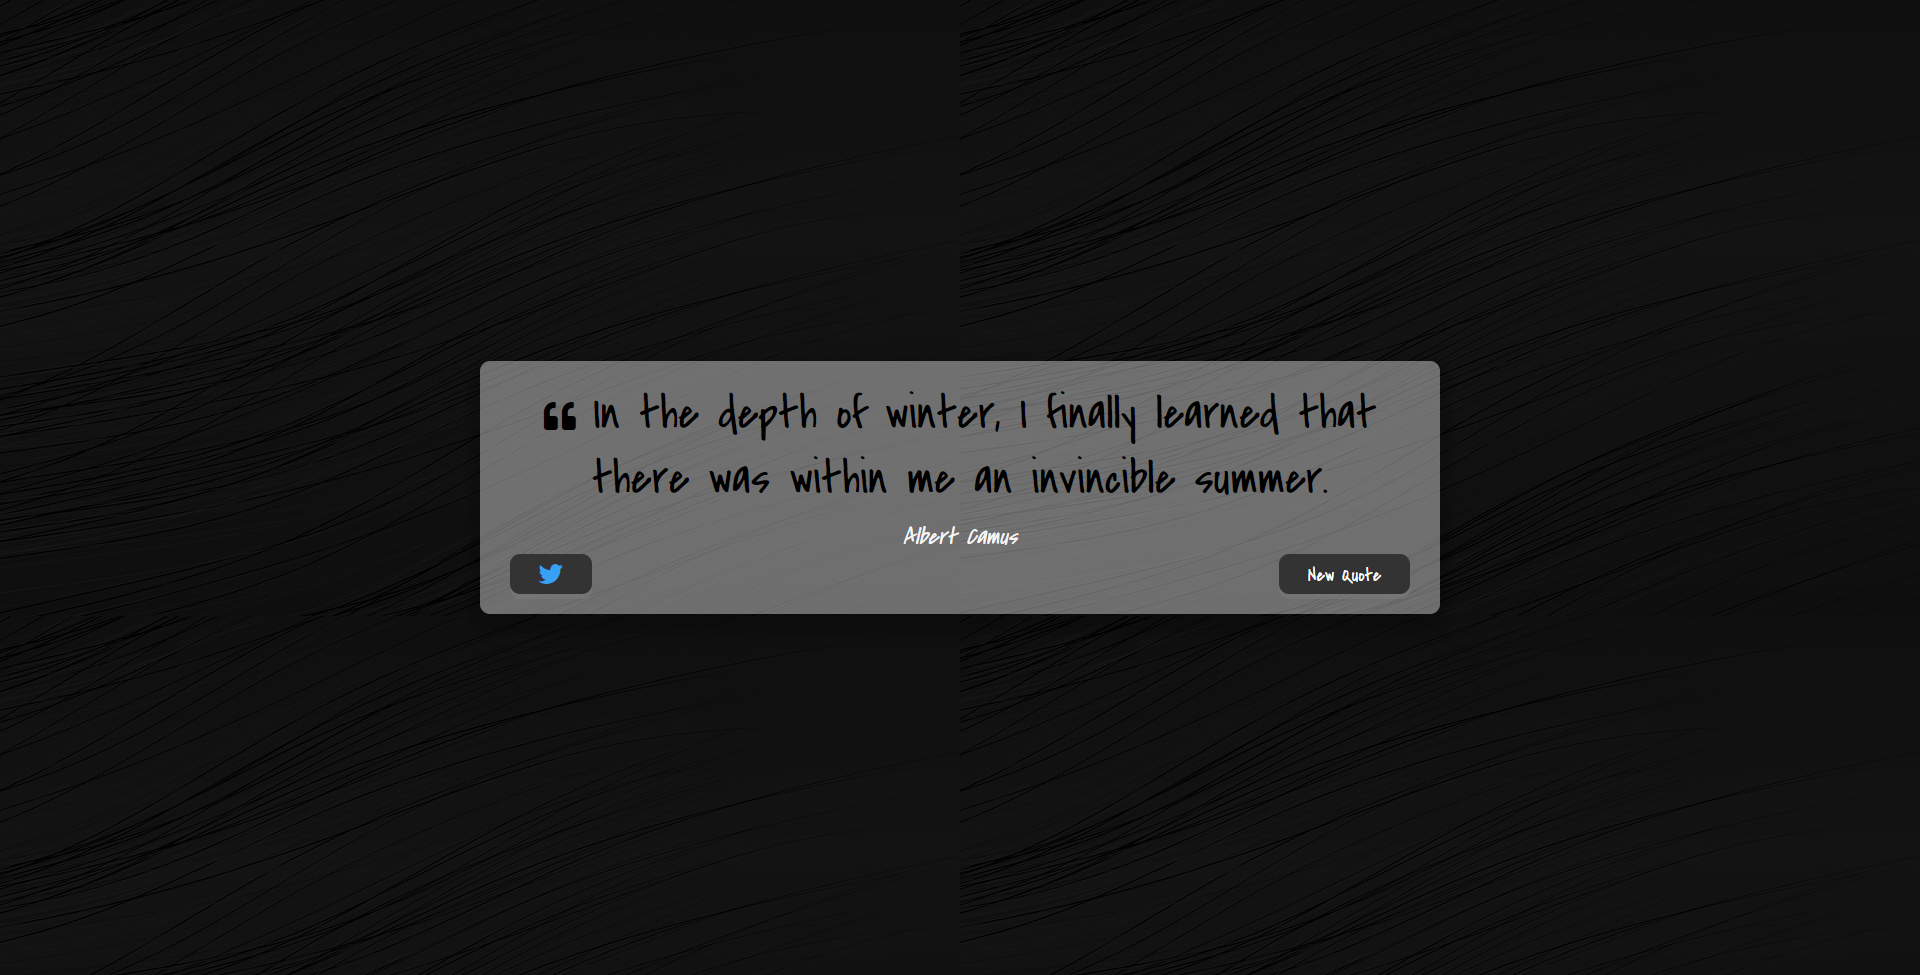 ❝ In the depth of winter, I finally learned that
there was within me an invincible summer.
Albert Camus
New Quote